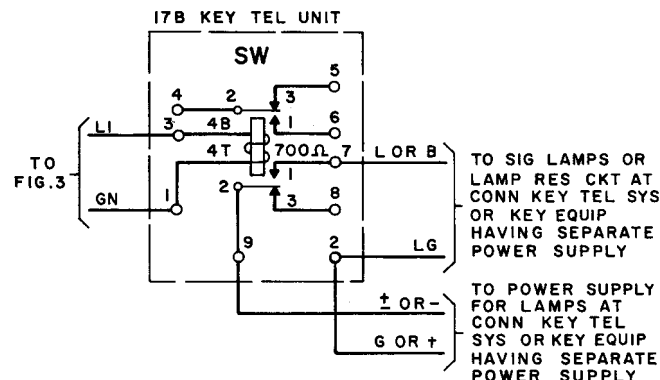 17B KEY TEL UNIT
SW
5
4
2
3
6
1
LI
3
4B
TO
FIG.3
4T
700Ω
7
L OR B
1
TO SIG LAMPS OR
LAMP RES CKT AT
CONN KEY TEL SYS
OR KEY EQUIP
HAVING SEPARATE
POWER SUPPLY
GN
1
2
3
8
9
2
LG
± OR -
G OR +
TO POWER SUPPLY
FOR LAMPS AT
CONN KEY TEL
SYS OR KEY EQUIP
HAVING SEPARATE
POWER SUPPLY